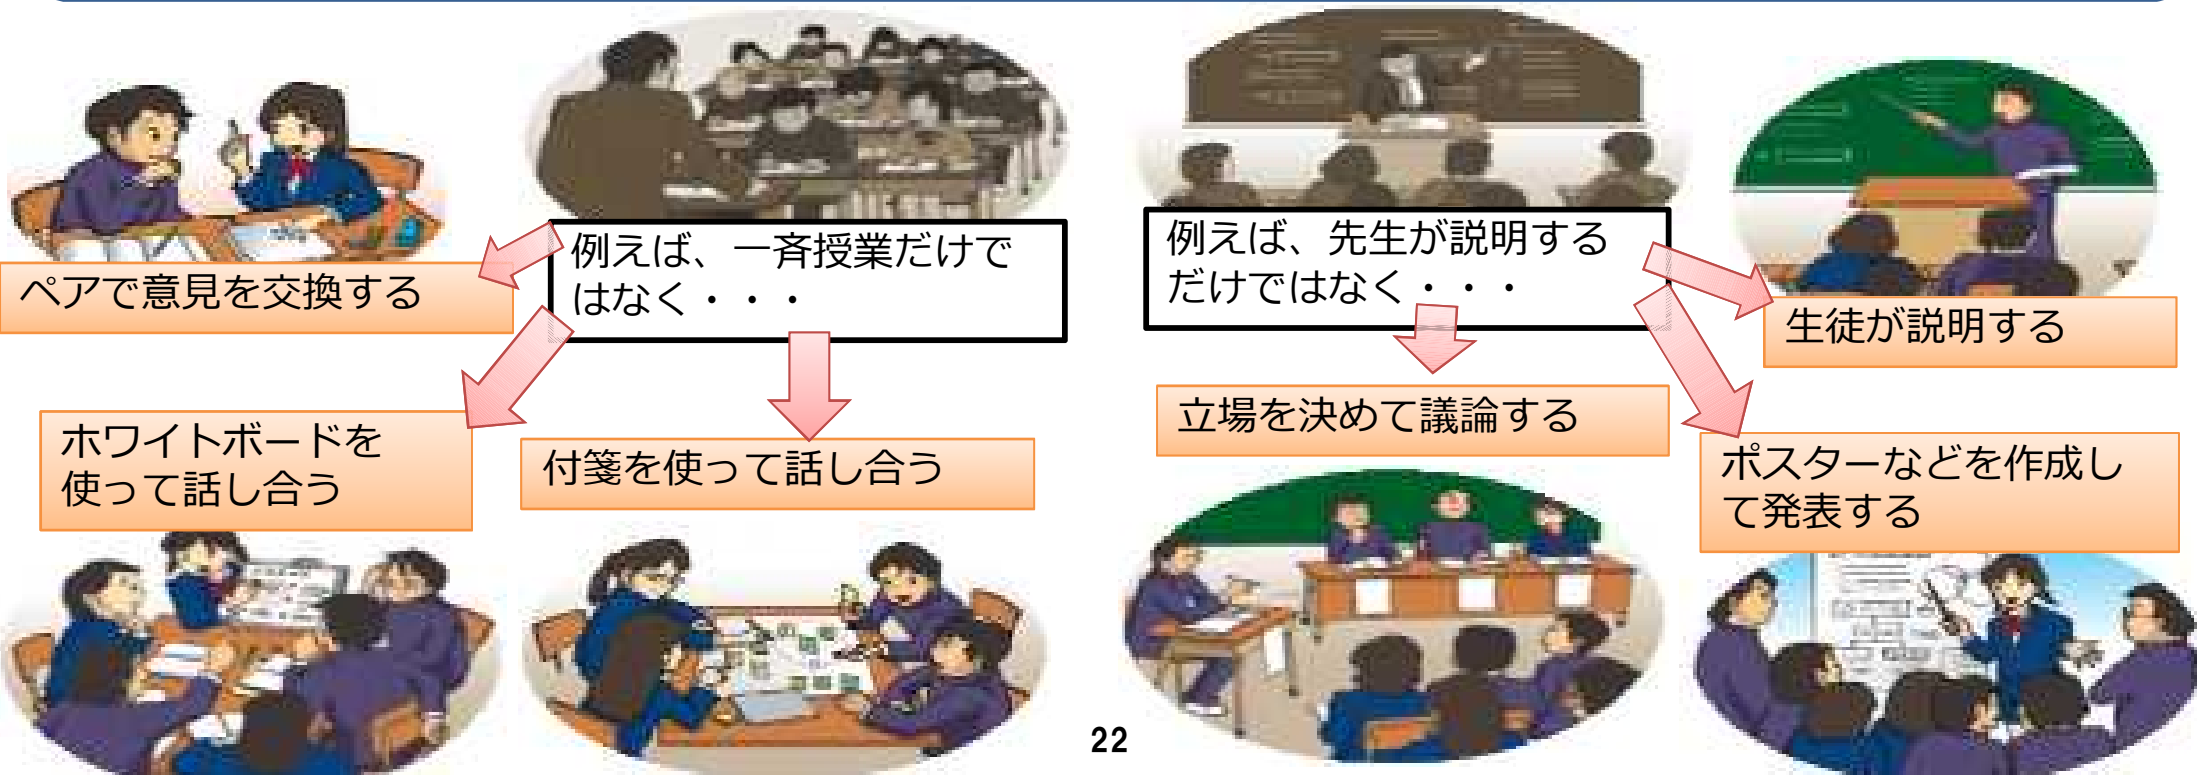 例えば、一斉授業だけで
はなく・・・
ペアで意見を交換する
ホワイトボードを
使って話し合う
付箋を使って話し合う
例えば、先生が説明する
だけではなく・・・
生徒が説明する
立場を決めて議論する
ポスターなどを作成し
て発表する
22